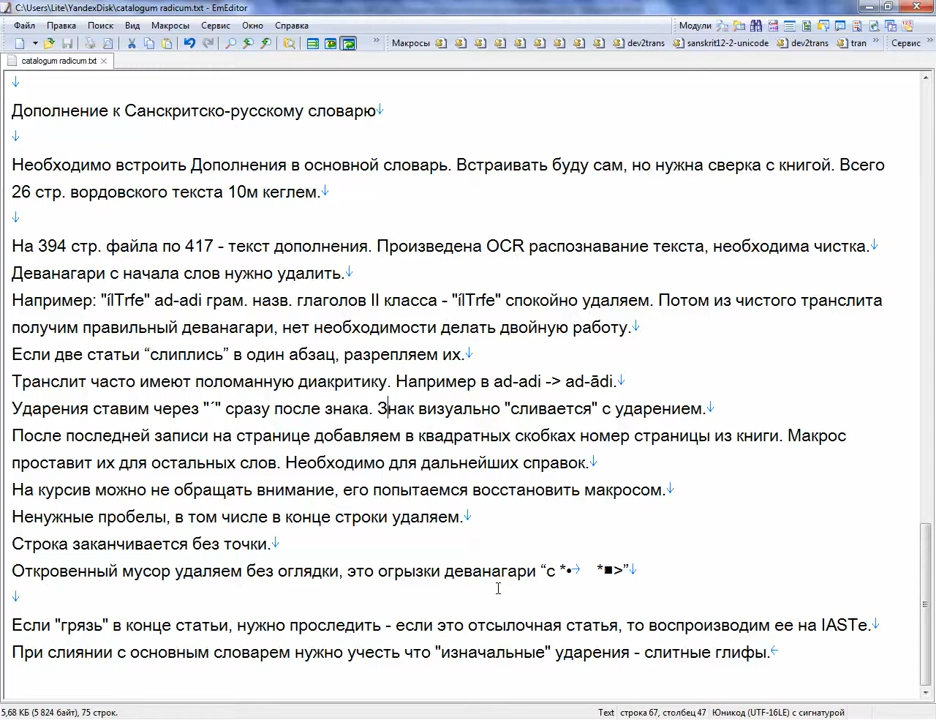 C:\Users\Lite\YandexDisk\catalogum radicum.txt - EmEditor
Файл Правка Поиск Вид Макросы Сервис Окно Справка Модули
Макросы dev2trans sanskrit12-2-unicode dev2trans tran » Сервис
catalogum radicum.txt
Дополнение к Санскритско-русскому словарю↓
Необходимо встроить Дополнения в основной словарь. Встраивать буду сам, но нужна сверка с книгой. Всего
26 стр. вордовского текста 10м кеглем.↓
На 394 стр. файла по 417 - текст дополнения. Произведена OCR распознавание текста, необходима чистка.↓
Деванагари с начала слов нужно удалить.↓
Например: "ílTrfe" ad-adi грам. назв. глаголов II класса - "ílTrfe" спокойно удаляем. Потом из чистого транслита
получим правильный деванагари, нет необходимости делать двойную работу.↓
Если две статьи “слиплись” в один абзац, разрепляем их.↓
Транслит часто имеют поломанную диакритику. Например в ad-adi -> ad-ādi.↓
Ударения ставим через "´" сразу после знака. Знак визуально "сливается" с ударением.↓
После последней записи на странице добавляем в квадратных скобках номер страницы из книги. Макрос
проставит их для остальных слов. Необходимо для дальнейших справок.↓
На курсив можно не обращать внимание, его попытаемся восстановить макросом.↓
Ненужные пробелы, в том числе в конце строки удаляем.↓
Строка заканчивается без точки.↓
Откровенный мусор удаляем без оглядки, это огрызки деванагари “с *•→ *■>”↓
Если "грязь" в конце статьи, нужно проследить - если это отсылочная статья, то воспроизводим ее на IASTе.↓
При слиянии с основным словарем нужно учесть что "изначальные" ударения - слитные глифы.←
5,68 КБ (5 824 байт), 75 строк. Text строка 67, столбец 47 Юникод (UTF-16LE) с сигнатурой